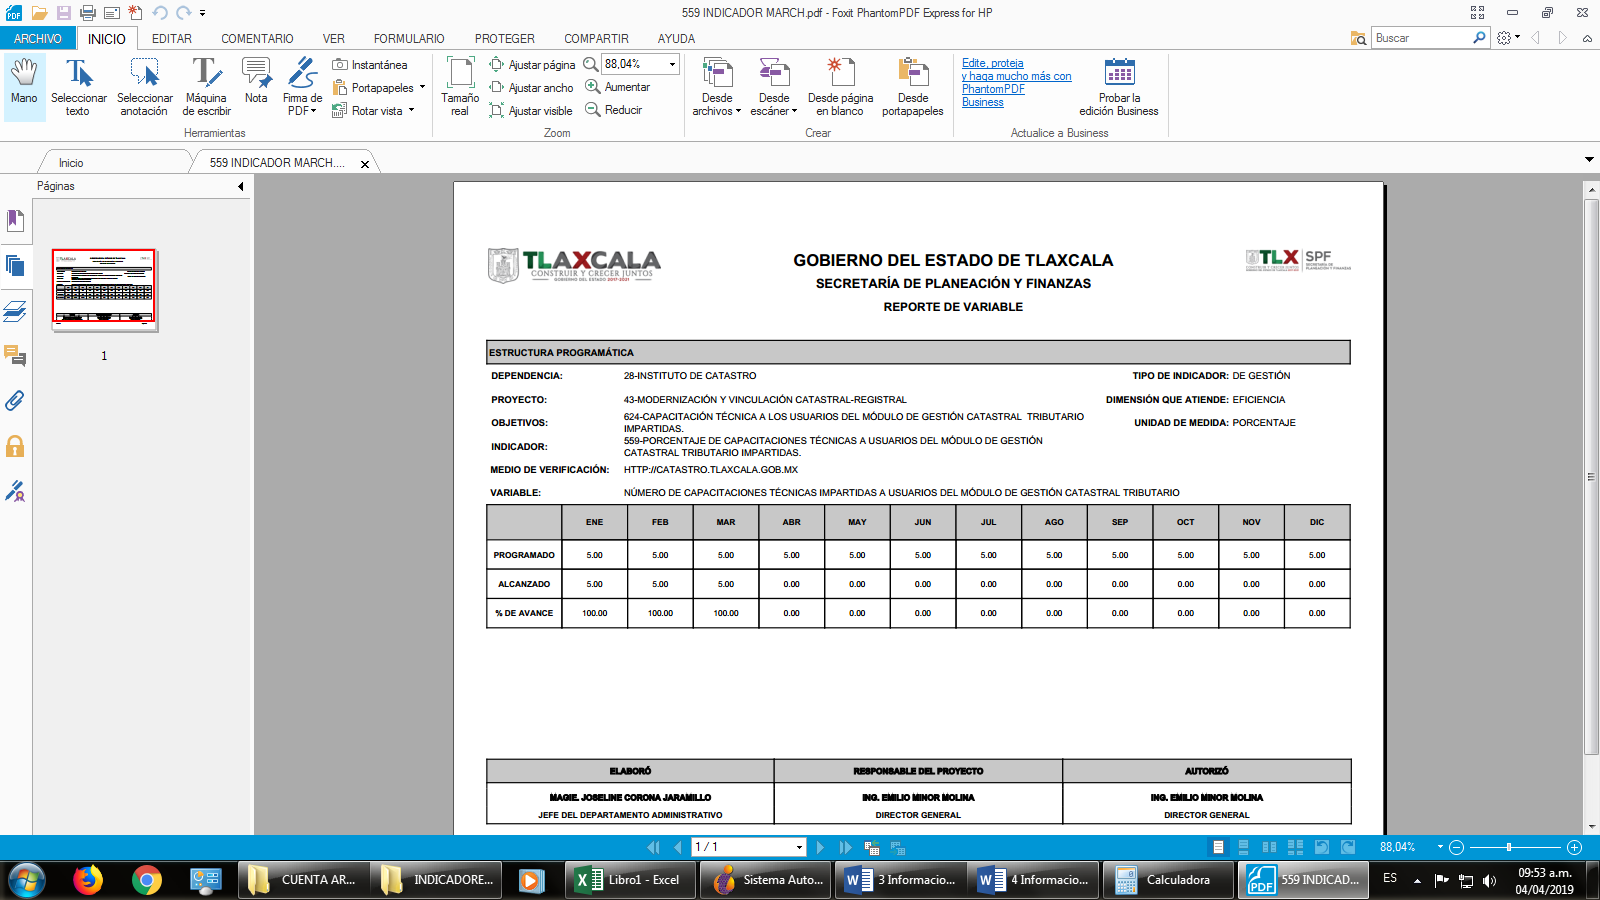 559 INDICADOR MARCH.pdf - Foxit PhantomPDF Express for HP
ARCHIVO INICIO EDITAR COMENTARIO VER FORMULARIO PROTEGER COMPARTIR AYUDA Buscar
Mano
Seleccionar texto
Seleccionar anotación
Máquina de escribir
Nota
Firma de PDF
Instantánea
Portapapeles
Rotar vista
Herramientas
Tamaño real
Ajustar página
Ajustar ancho
Ajustar visible
88,04%
Aumentar
Reducir
Zoom
Desde archivos
Desde escáner
Desde página en blanco
Desde portapapeles
Crear
Edite, proteja
y haga mucho más con
PhantomPDF
Business
Probar la edición Business
Actualice a Business
Inicio
559 INDICADOR MARCH....
Páginas
1
TLAXCALA
CONSTRUIR Y CRECER JUNTOS
GOBIERNO DEL ESTADO 2017-2021
GOBIERNO DEL ESTADO DE TLAXCALA
SECRETARÍA DE PLANEACIÓN Y FINANZAS
REPORTE DE VARIABLE
TLX SPF
SECRETARÍA DE
PLANEACIÓN Y FINANZAS
ESTRUCTURA PROGRAMÁTICA
DEPENDENCIA: 28-INSTITUTO DE CATASTRO TIPO DE INDICADOR: DE GESTIÓN
PROYECTO: 43-MODERNIZACIÓN Y VINCULACIÓN CATASTRAL-REGISTRAL DIMENSIÓN QUE ATIENDE: EFICIENCIA
OBJETIVOS: 624-CAPACITACIÓN TÉCNICA A LOS USUARIOS DEL MÓDULO DE GESTIÓN CATASTRAL TRIBUTARIO
IMPARTIDAS. UNIDAD DE MEDIDA: PORCENTAJE
INDICADOR: 559-PORCENTAJE DE CAPACITACIONES TÉCNICAS A USUARIOS DEL MÓDULO DE GESTIÓN
CATASTRAL TRIBUTARIO IMPARTIDAS.
MEDIO DE VERIFICACIÓN: HTTP://CATASTRO.TLAXCALA.GOB.MX
VARIABLE: NÚMERO DE CAPACITACIONES TÉCNICAS IMPARTIDAS A USUARIOS DEL MÓDULO DE GESTIÓN CATASTRAL TRIBUTARIO
ENE FEB MAR ABR MAY JUN JUL AGO SEP OCT NOV DIC
PROGRAMADO 5.00 5.00 5.00 5.00 5.00 5.00 5.00 5.00 5.00 5.00 5.00 5.00
ALCANZADO 5.00 5.00 5.00 0.00 0.00 0.00 0.00 0.00 0.00 0.00 0.00 0.00
% DE AVANCE 100.00 100.00 100.00 0.00 0.00 0.00 0.00 0.00 0.00 0.00 0.00 0.00
ELABORÓ RESPONSABLE DEL PROYECTO AUTORIZÓ
MAGIE. JOSELINE CORONA JARAMILLO ING. EMILIO MINOR MOLINA ING. EMILIO MINOR MOLINA
JEFE DEL DEPARTAMENTO ADMINISTRATIVO DIRECTOR GENERAL DIRECTOR GENERAL
1 / 1 88,04%
CUENTA AR... INDICADORE... Libro1 - Excel Sistema Auto... 3 Informacio... 4 Informacio... Calculadora 559 INDICAD... ES 09:53 a.m.
04/04/2019